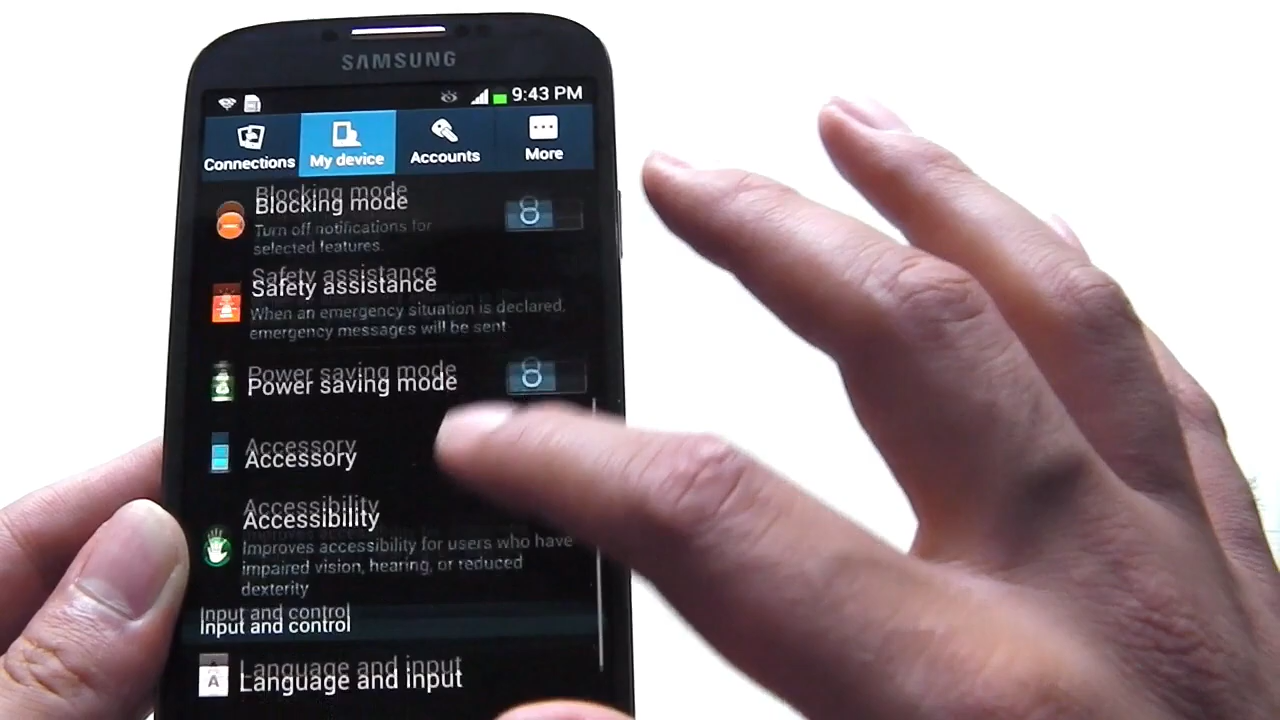 SAMSUNG
9:43 PM
Connections
My device
Accounts
More
Blocking mode
Turn off notifications for
selected features.
Safety assistance
When an emergency situation is declared,
emergency messages will be sent
Power saving mode
Accessory
Accessibility
Improves accessibility for users who have
impaired vision, hearing, or reduced
dexterity
Input and control
A
Language and input